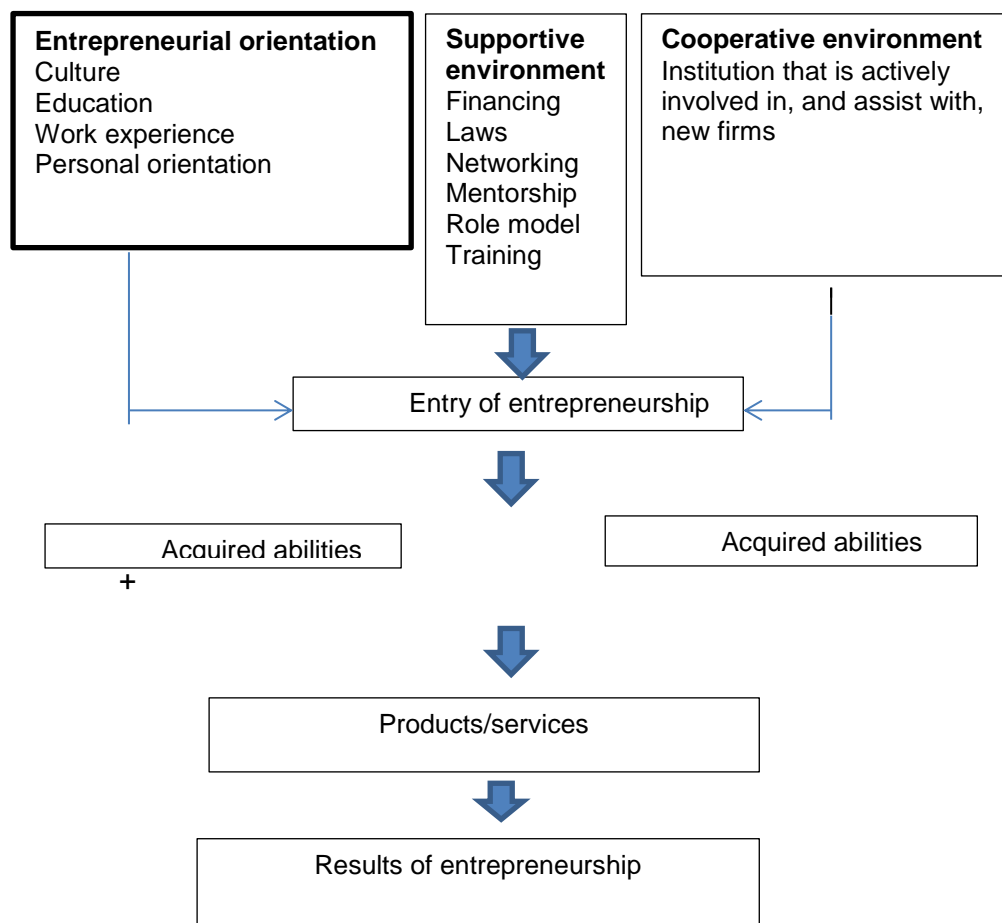 Entrepreneurial orientation
Culture
Education
Work experience
Personal orientation
Supportive
environment
Financing
Laws
Networking
Mentorship
Role model
Training
Cooperative environment
Institution that is actively
involved in, and assist with,
new firms
Entry of entrepreneurship
Acquired abilities
+
Acquired abilities
Products/services
Results of entrepreneurship